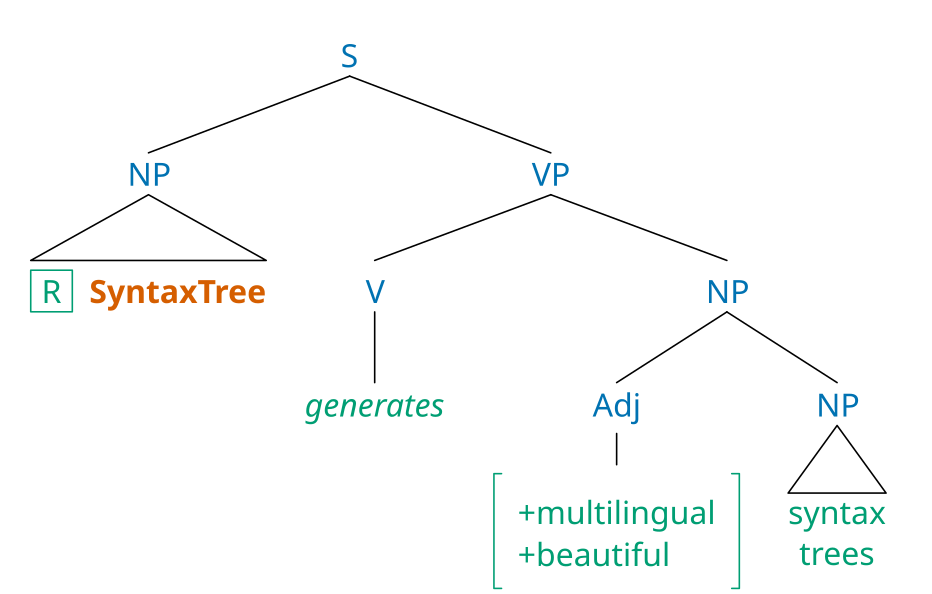 S
NP VP
R SyntaxTree V NP
generates Adj NP
+multilingual syntax
+beautiful trees